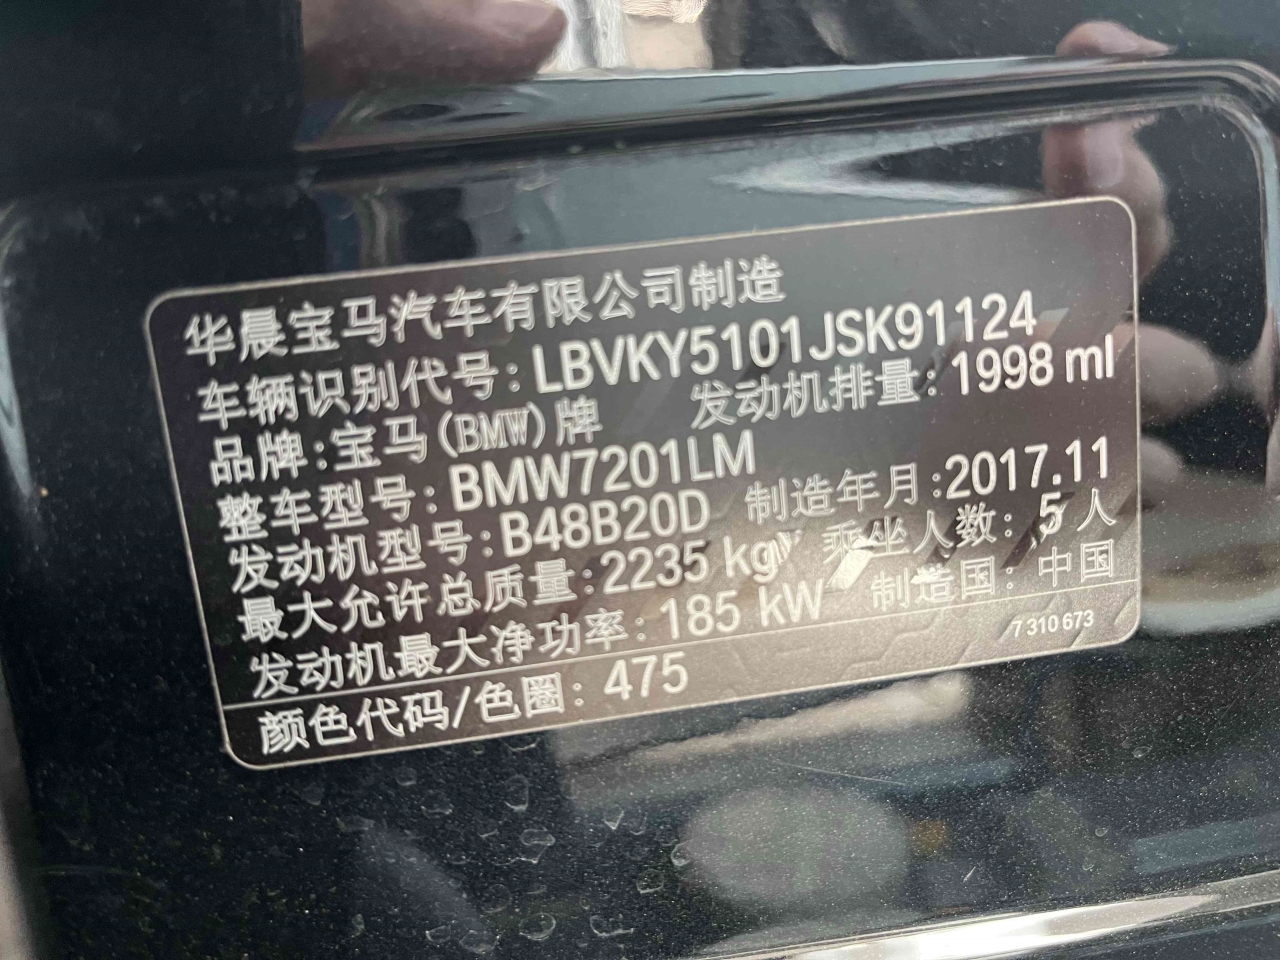 华晨宝马汽车有限公司制造
车辆识别代号: LBVKY5101JSK91124
品牌: 宝马(BMW)牌 发动机排量: 1998 ml
整车型号: BMW7201LM
发动机型号: B48B20D 制造年月: 2017.11
最大允许总质量: 2235 kg 乘坐人数: 5 人
发动机最大净功率: 185 kW 制造国: 中国
7 310 673
颜色代码/色圈: 475